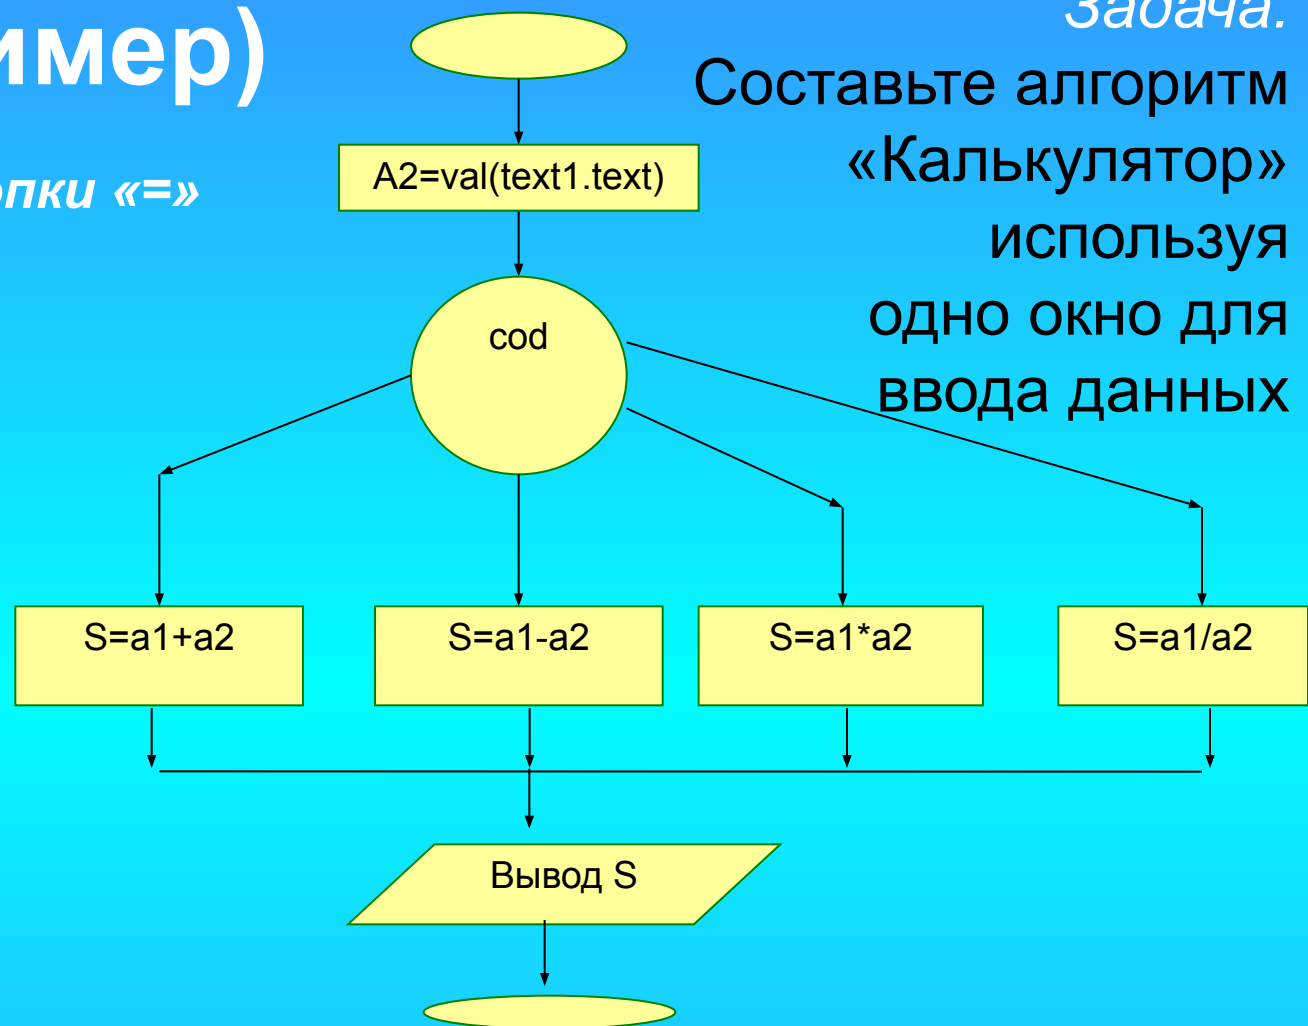 имер)
опки «=»
Задача:
Составьте алгоритм
«Калькулятор»
используя
одно окно для
ввода данных
A2=val(text1.text)
cod
S=a1+a2
S=a1-a2
S=a1*a2
S=a1/a2
Вывод S